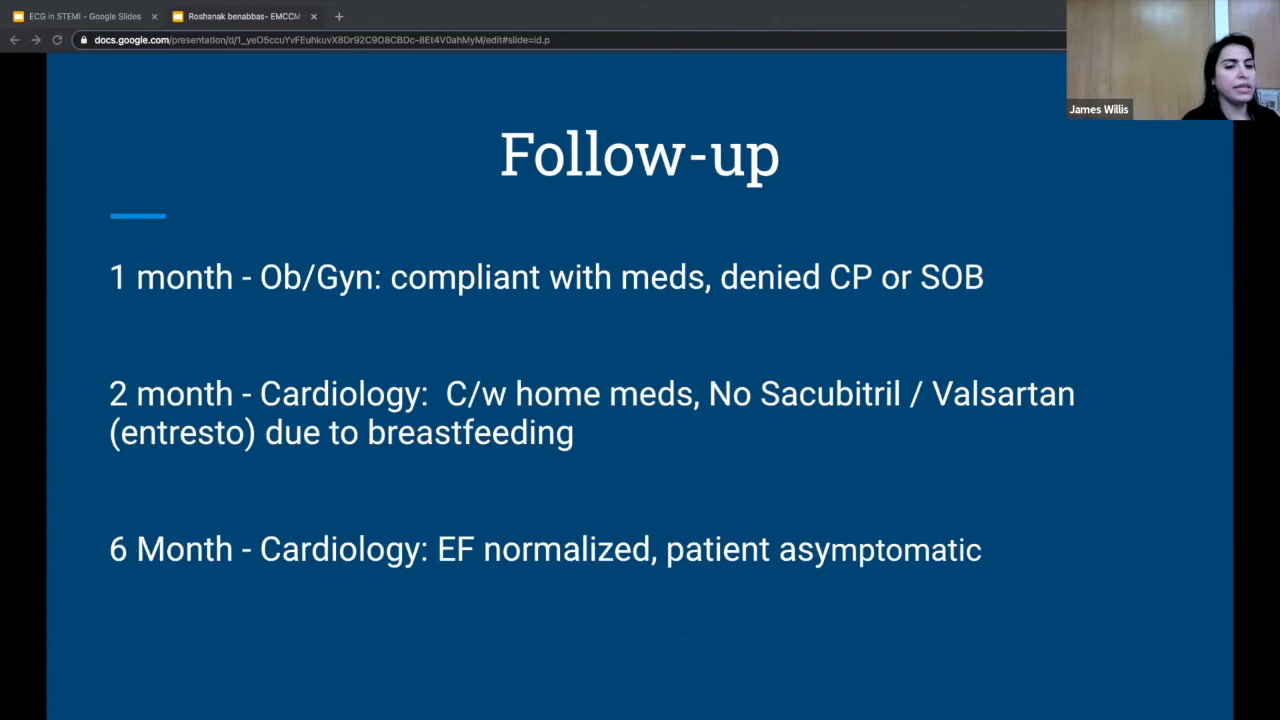 ECG in STEMI - Google Slides
Roshanak benabbas- EMCCM
docs.google.com/presentation/d/1_yeO5ccuYvFEuhkuvX8Dr92C9O8CBDc-8Et4V0ahMyM/edit#slide=id.p
James Willis
Follow-up
1 month - Ob/Gyn: compliant with meds, denied CP or SOB
2 month - Cardiology: C/w home meds, No Sacubitril / Valsartan
(entresto) due to breastfeeding
6 Month - Cardiology: EF normalized, patient asymptomatic